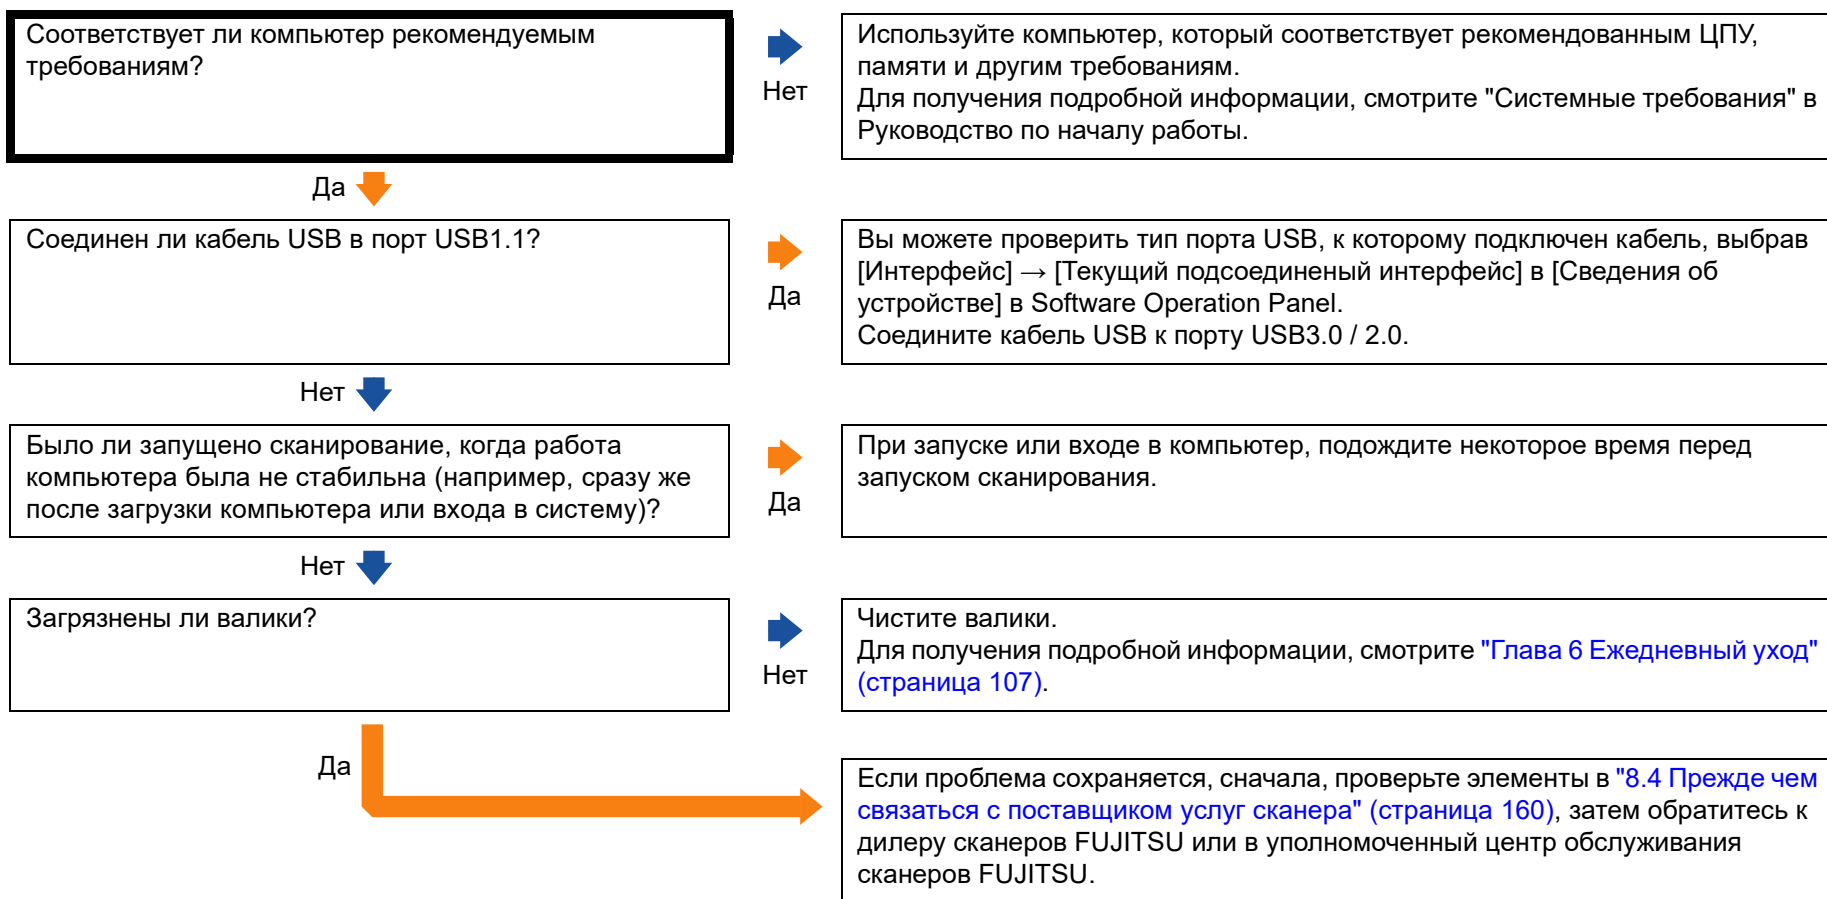 Соответствует ли компьютер рекомендуемым
требованиям?
Нет
Используйте компьютер, который соответствует рекомендованным ЦПУ,
памяти и другим требованиям.
Для получения подробной информации, смотрите "Системные требования" в
Руководство по началу работы.
Да
Соединен ли кабель USB в порт USB1.1?
Да
Вы можете проверить тип порта USB, к которому подключен кабель, выбрав
[Интерфейс] → [Текущий подсоединеный интерфейс] в [Сведения об
устройстве] в Software Operation Panel.
Соедините кабель USB к порту USB3.0 / 2.0.
Нет
Было ли запущено сканирование, когда работа
компьютера была не стабильна (например, сразу же
после загрузки компьютера или входа в систему)?
Да
При запуске или входе в компьютер, подождите некоторое время перед
запуском сканирования.
Нет
Загрязнены ли валики?
Нет
Чистите валики.
Для получения подробной информации, смотрите "Глава 6 Ежедневный уход"
(страница 107).
Да
Если проблема сохраняется, сначала, проверьте элементы в "8.4 Прежде чем
связаться с поставщиком услуг сканера" (страница 160), затем обратитесь к
дилеру сканеров FUJITSU или в уполномоченный центр обслуживания
сканеров FUJITSU.